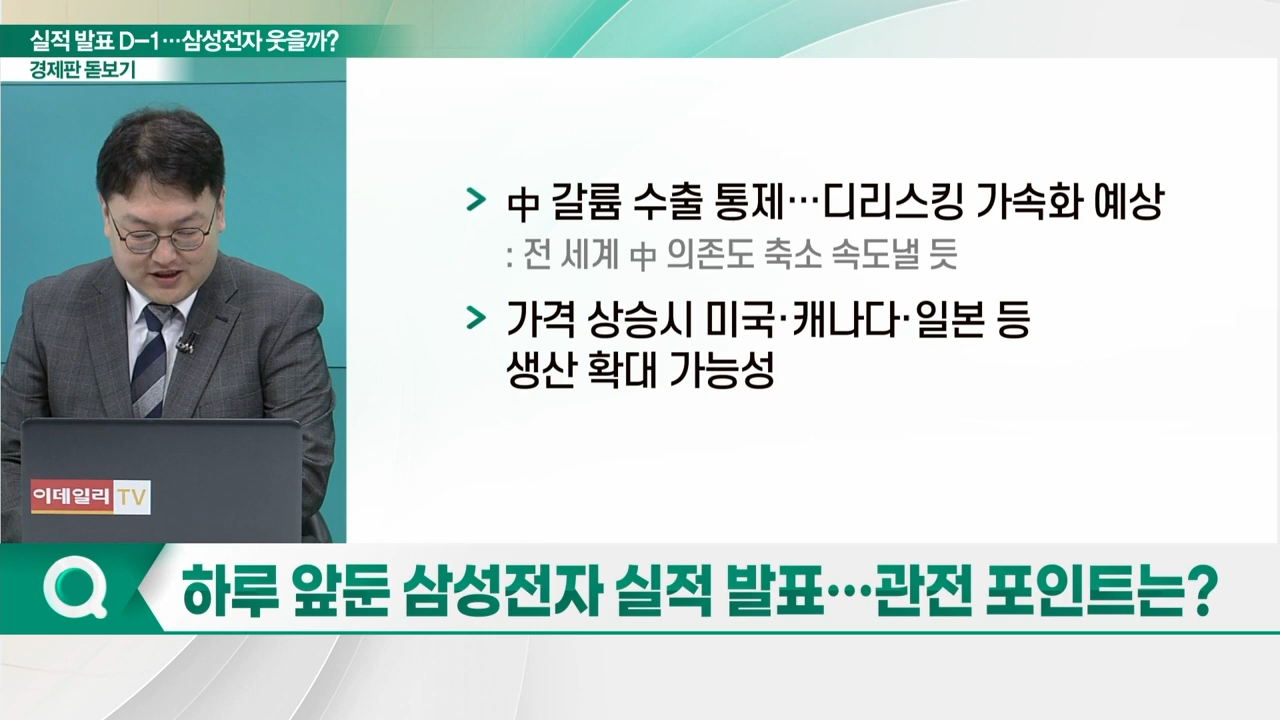 실적 발표 D-1…삼성전자 웃을까?
경제판 돋보기
> 中 갈륨 수출 통제…디리스킹 가속화 예상
: 전 세계 中 의존도 축소 속도낼 듯
> 가격 상승시 미국·캐나다·일본 등
생산 확대 가능성
이데일리 TV
Q 하루 앞둔 삼성전자 실적 발표…관전 포인트는?